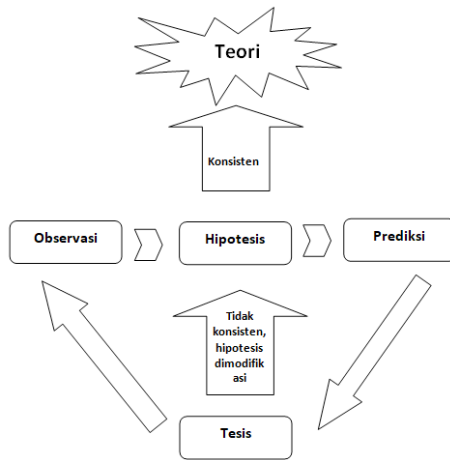 Teori
Konsisten
Observasi
Hipotesis
Prediksi
Tidak
konsisten,
hipotesis
dimodifik
asi
Tesis